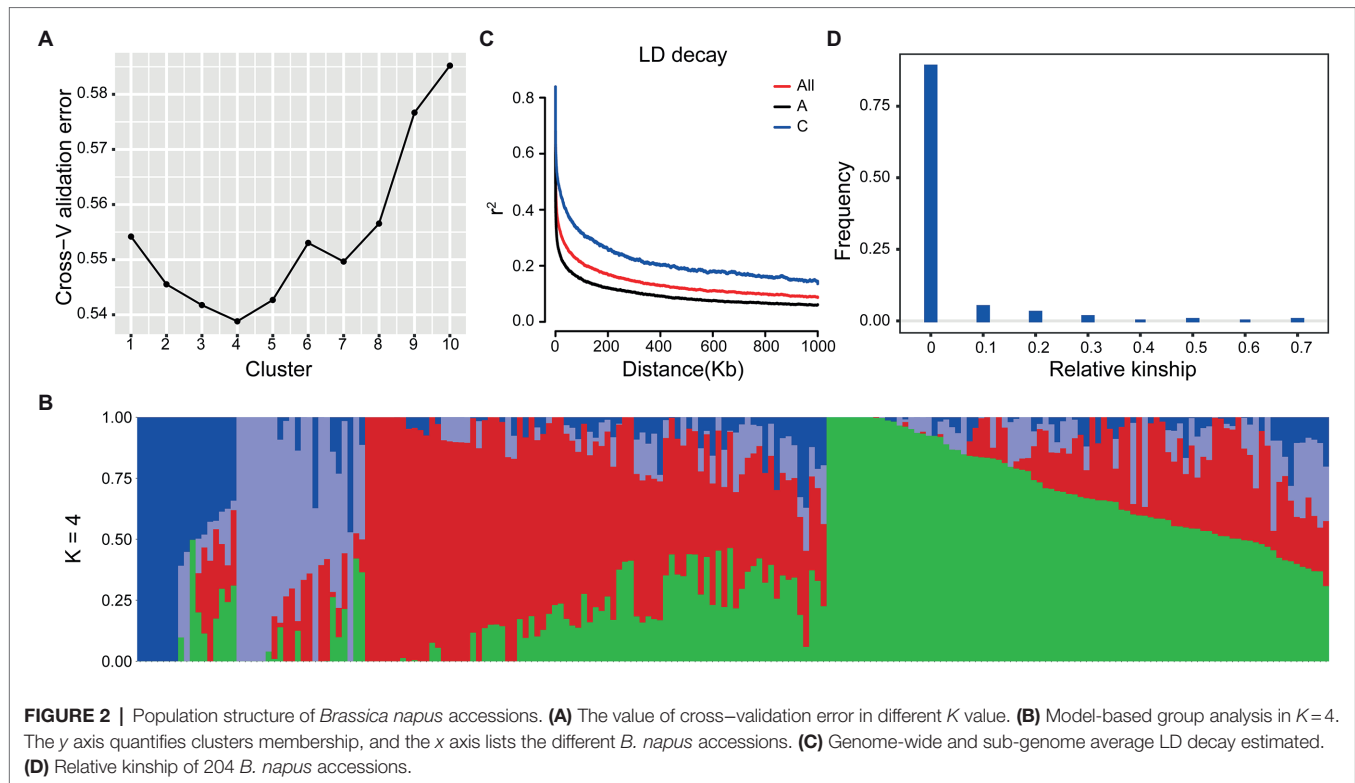 A
0.58
0.57
0.56
0.55
0.54
Cross-V alidation error
1 2 3 4 5 6 7 8 9 10
Cluster
C
LD decay
All
A
C
0.8
0.6
0.4
0.2
0.0
r²
0 200 400 600 800 1000
Distance(Kb)
D
0.75
0.50
0.25
0.00
Frequency
0 0.1 0.2 0.3 0.4 0.5 0.6 0.7
Relative kinship
B
1.00
0.75
0.50
0.25
0.00
K = 4
FIGURE 2 | Population structure of Brassica napus accessions. (A) The value of cross–validation error in different K value. (B) Model-based group analysis in K = 4.
The y axis quantifies clusters membership, and the x axis lists the different B. napus accessions. (C) Genome-wide and sub-genome average LD decay estimated.
(D) Relative kinship of 204 B. napus accessions.